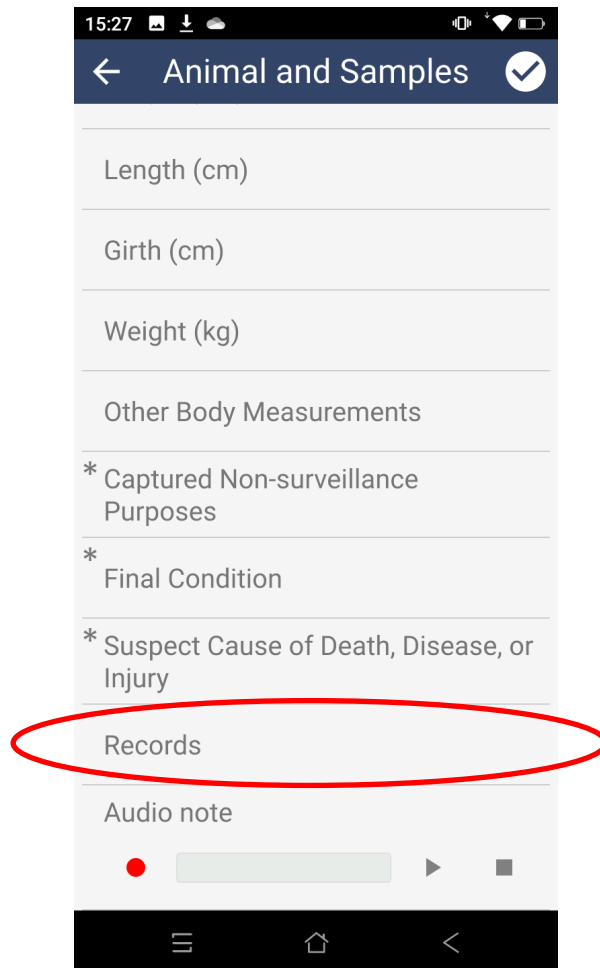 15:27
Animal and Samples
Length (cm)
Girth (cm)
Weight (kg)
Other Body Measurements
* Captured Non-surveillance
Purposes
*
Final Condition
* Suspect Cause of Death, Disease, or
Injury
Records
Audio note